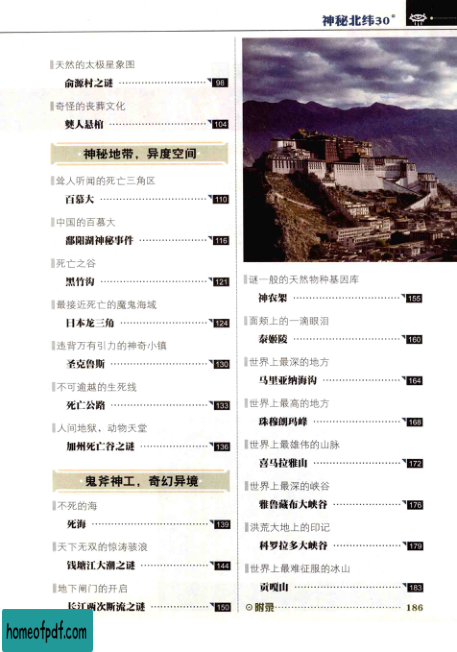 神秘北纬30°
天然的太极星象图
俞源村之谜 98
奇怪的丧葬文化
僰人悬棺 104
神秘地带，异度空间
耸人听闻的死亡三角区
百慕大 110
中国的百慕大
鄱阳湖神秘事件 116
死亡之谷
黑竹沟 121
最接近死亡的魔鬼海域
日本龙三角 124
违背万有引力的神奇小镇
圣克鲁斯 130
不可逾越的生死线
死亡公路 133
人间地狱、动物天堂
加州死亡谷之谜 136
鬼斧神工，奇幻异境
不死的海
死海 139
天下无双的惊涛骇浪
钱塘江大潮之谜 144
地下闸门的开启
长江两次断流之谜 150
谜一般的天然物种基因库
神农架 155
面颊上的一滴眼泪
泰姬陵 160
世界上最深的地方
马里亚纳海沟 164
世界上最高的地方
珠穆朗玛峰 168
世界上最雄伟的山脉
喜马拉雅山 172
世界上最深的峡谷
雅鲁藏布大峡谷 176
洪荒大地上的印记
科罗拉多大峡谷 179
世界上最难征服的冰山
贡嘎山 183
附录 186
homeofpdf.com